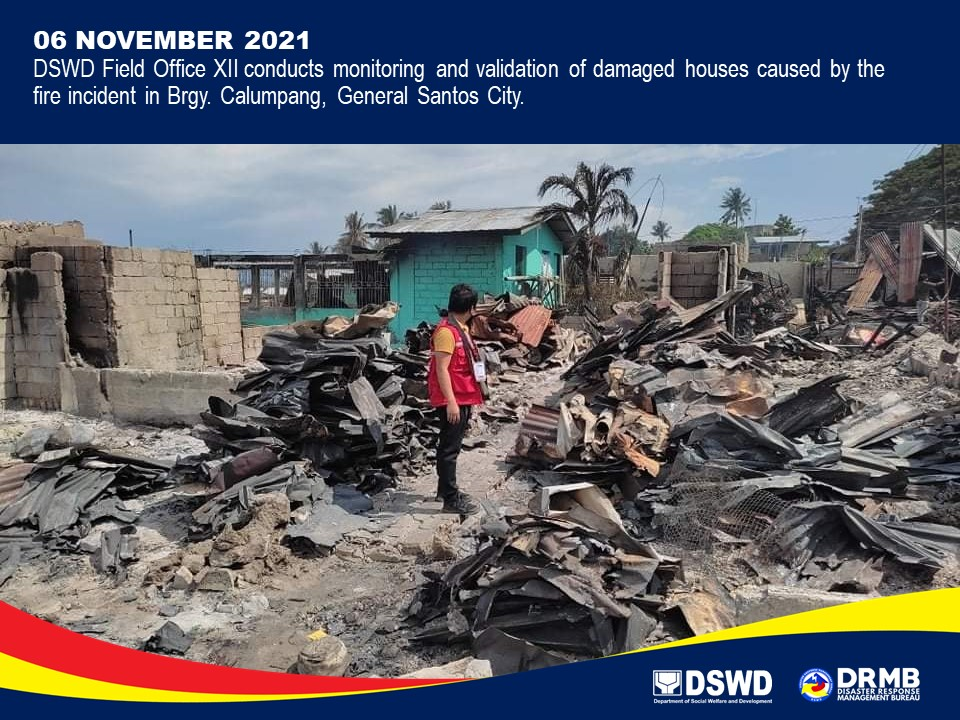 06 NOVEMBER 2021
DSWD Field Office XII conducts monitoring and validation of damaged houses caused by the
fire incident in Brgy. Calumpang, General Santos City.
DSWD
Department of Social Welfare and Development
DRMB
DISASTER RESPONSE
MANAGEMENT BUREAU